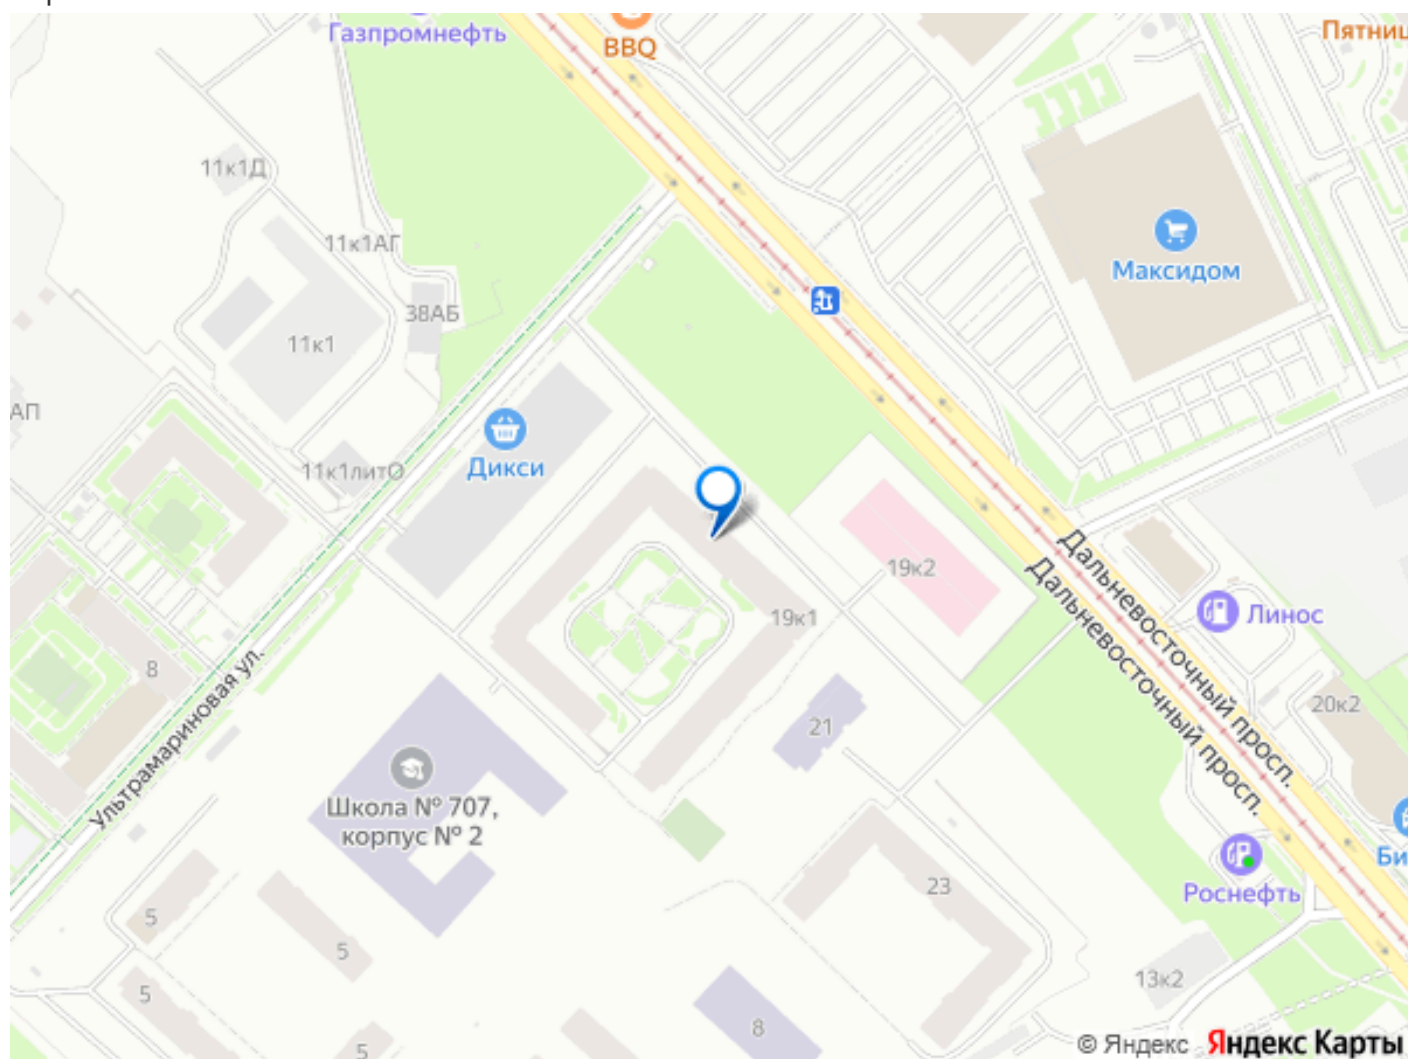 Газпромнефть
BBQ
Пятниц
11к1Д
11к1АГ
Максидом
38АБ
11к1
АП
Дикси
11к1литО
19к2
Дальневосточный просп.
Дальневосточный просп.
Линос
19к1
8
Ультрамариновая ул.
21
20к2
Школа № 707,
корпус № 2
Би
Роснефть
23
5
5
13к2
5
8
5
© Яндекс Яндекс Карты